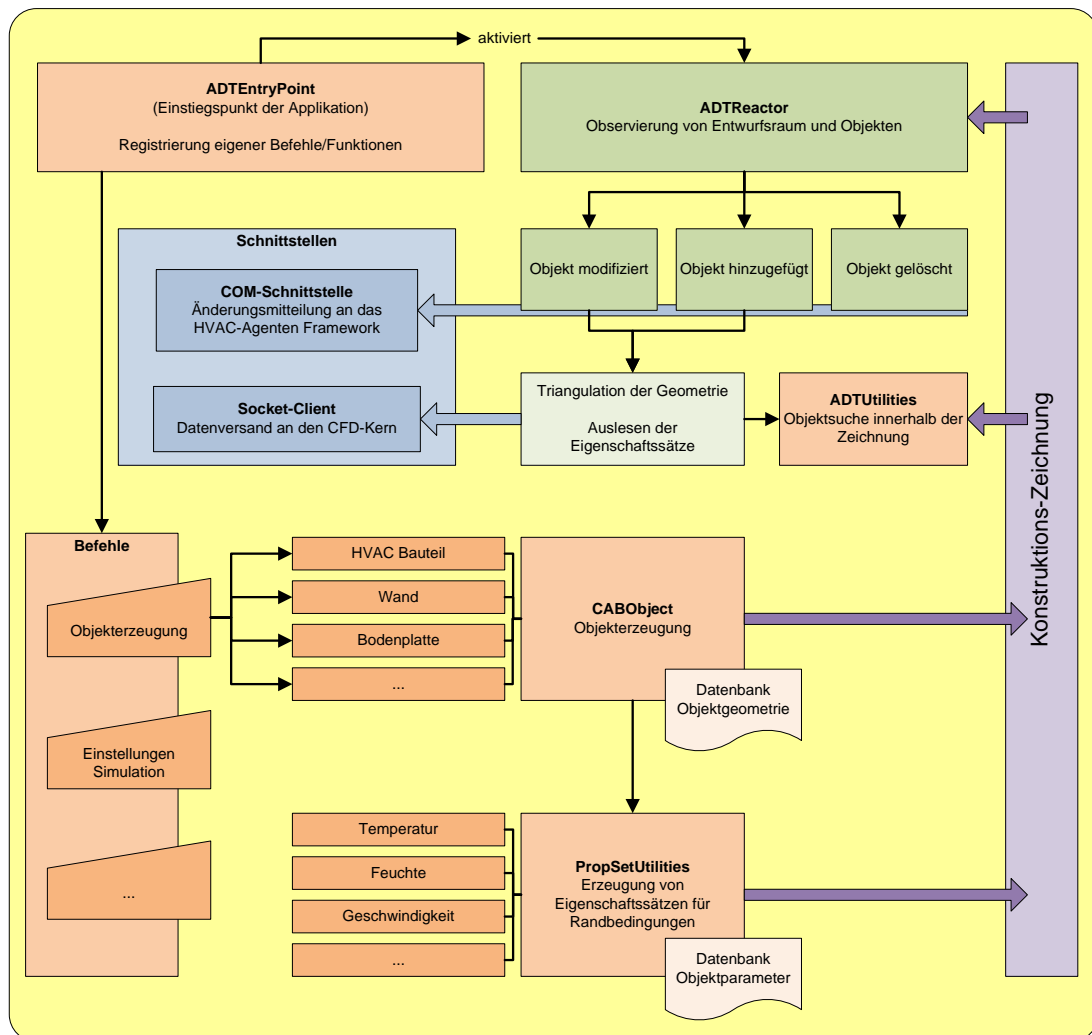 aktiviert
ADTEntryPoint
(Einstiegspunkt der Applikation)
Registrierung eigener Befehle/Funktionen
ADTReactor
Observierung von Entwurfsraum und Objekten
Konstruktions-Zeichnung
Schnittstellen
COM-Schnittstelle
Änderungsmitteilung an das
HVAC-Agenten Framework
Socket-Client
Datenversand an den CFD-Kern
Objekt modifiziert
Objekt hinzugefügt
Objekt gelöscht
Triangulation der Geometrie
Auslesen der
Eigenschaftssätze
ADTUtilities
Objektsuche innerhalb der
Zeichnung
Befehle
Objekterzeugung
Einstellungen
Simulation
...
HVAC Bauteil
Wand
Bodenplatte
...
CABObject
Objekterzeugung
Datenbank
Objektgeometrie
Temperatur
Feuchte
Geschwindigkeit
...
PropSetUtilities
Erzeugung von
Eigenschaftssätzen für
Randbedingungen
Datenbank
Objektparameter